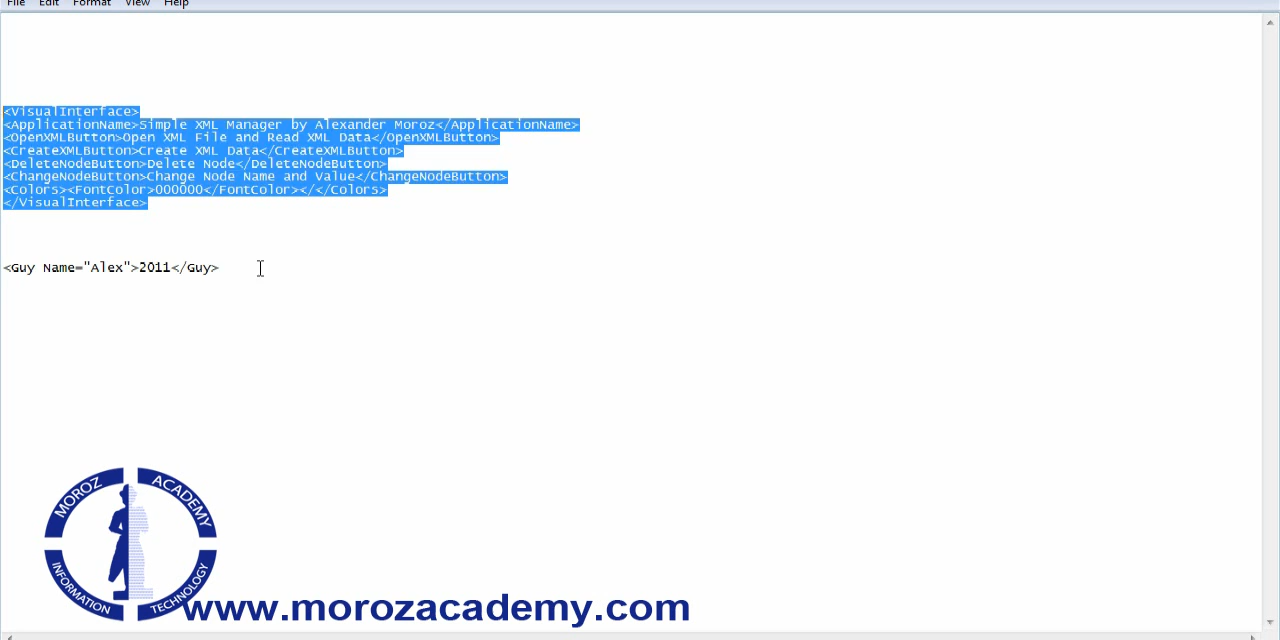 File Edit Format View Help
<VisualInterface>
<ApplicationName>Simple XML Manager by Alexander Moroz</ApplicationName>
<OpenXMLButton>Open XML File and Read XML Data</OpenXMLButton>
<CreateXMLButton>Create XML Data</CreateXMLButton>
<DeleteNodeButton>Delete Node</DeleteNodeButton>
<ChangeNodeButton>Change Node Name and Value</ChangeNodeButton>
<Colors><FontColor>000000</FontColor></</Colors>
</VisualInterface>
<Guy Name="Alex">2011</Guy>
MOROZ ACADEMY
INFORMATION TECHNOLOGY
www.morozacademy.com